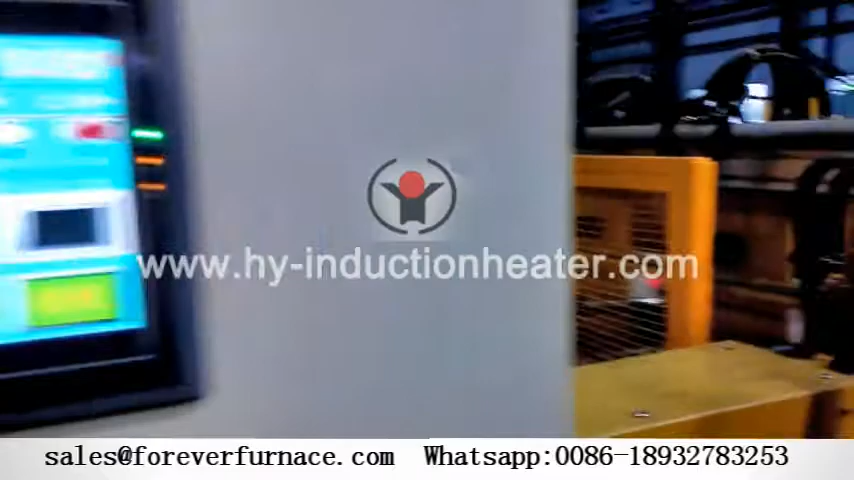 www.hy-inductionheater.com
sales@foreverfurnace.com Whatsapp:0086-18932783253